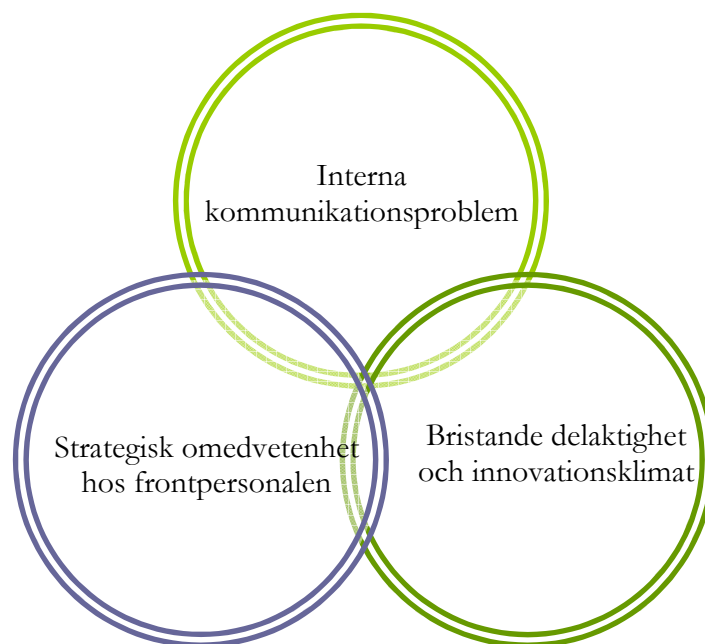 Interna
kommunikationsproblem
Strategisk omedvetenhet
hos frontpersonalen
Bristande delaktighet
och innovationsklimat